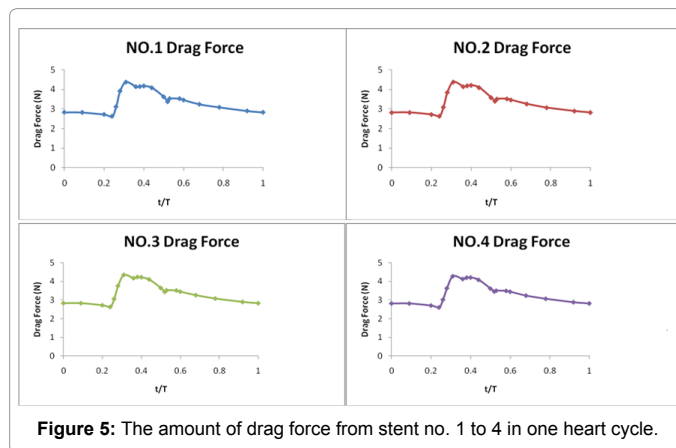 NO.1 Drag Force
Drag Force (N)
5
4
3
2
1
0
0 0.2 0.4 0.6 0.8 1
t/T
NO.2 Drag Force
Drag Force (N)
5
4
3
2
1
0
0 0.2 0.4 0.6 0.8 1
t/T
NO.3 Drag Force
Drag Force (N)
5
4
3
2
1
0
0 0.2 0.4 0.6 0.8 1
t/T
NO.4 Drag Force
Drag Force (N)
5
4
3
2
1
0
0 0.2 0.4 0.6 0.8 1
t/T
Figure 5: The amount of drag force from stent no. 1 to 4 in one heart cycle.